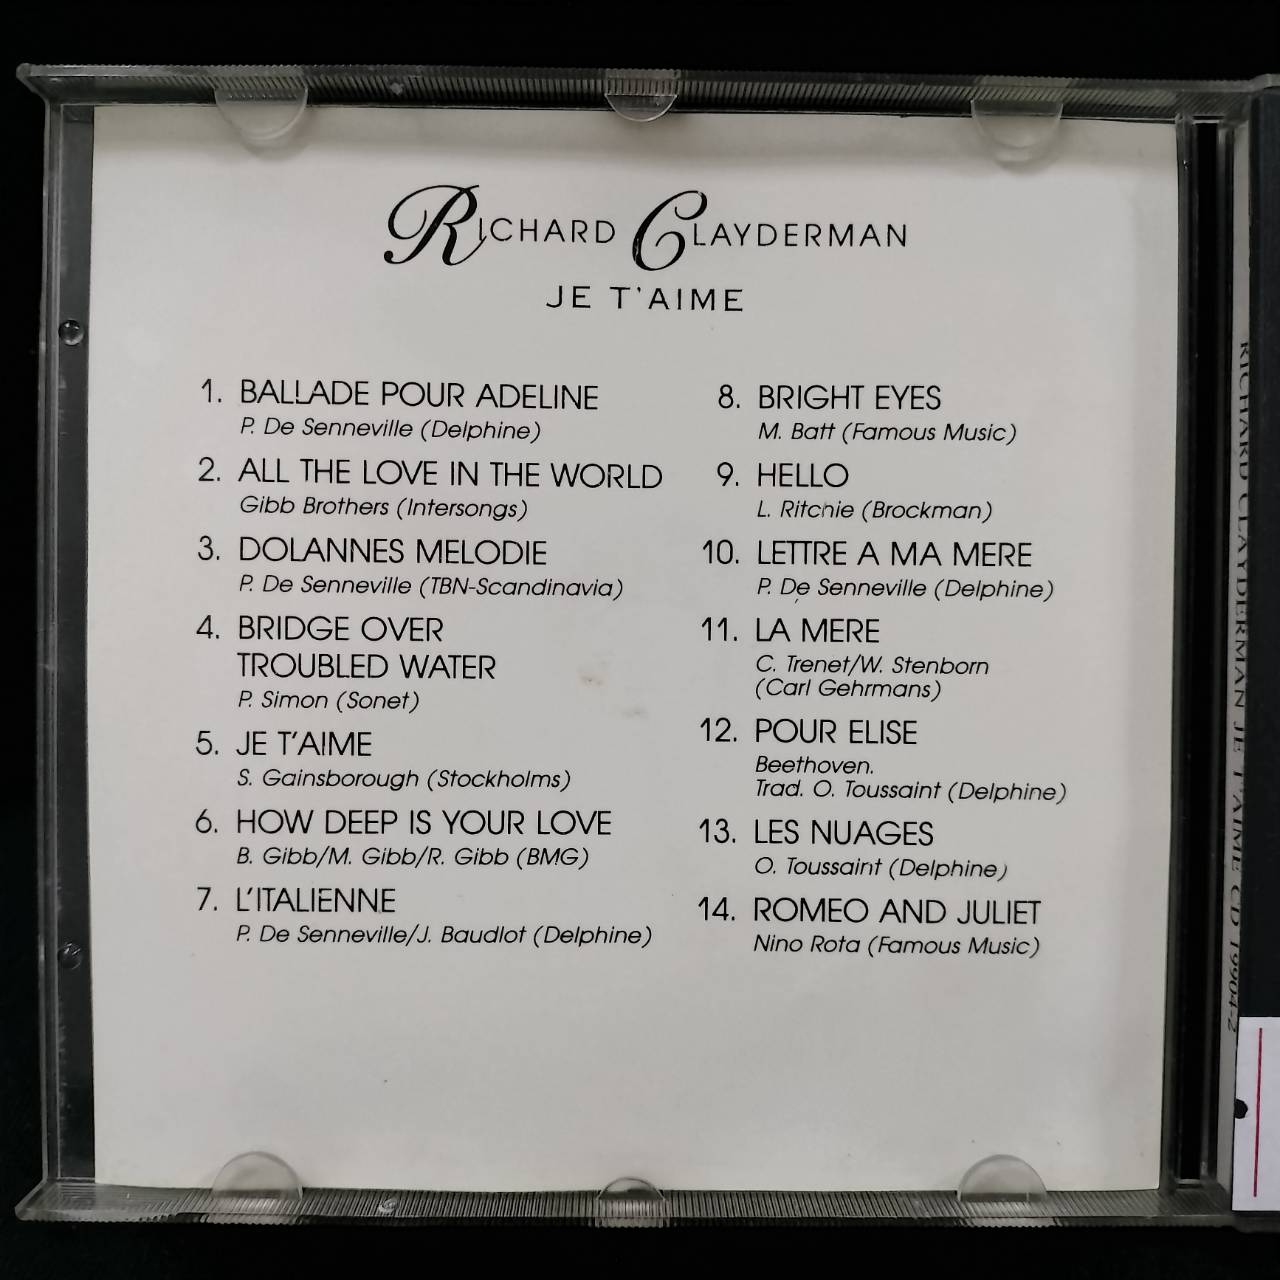 RICHARD CLAYDERMAN
JE T'AIME
1. BALLADE POUR ADELINE
P. De Senneville (Delphine)
2. ALL THE LOVE IN THE WORLD
Gibb Brothers (Intersongs)
3. DOLANNES MELODIE
P. De Senneville (TBN-Scandinavia)
4. BRIDGE OVER
TROUBLED WATER
P. Simon (Sonet)
5. JE T'AIME
S. Gainsborough (Stockholms)
6. HOW DEEP IS YOUR LOVE
B. Gibb/M. Gibb/R. Gibb (BMG)
7. L'ITALIENNE
P. De Senneville/J. Baudlot (Delphine)
8. BRIGHT EYES
M. Batt (Famous Music)
9. HELLO
L. Ritchie (Brockman)
10. LETTRE A MA MERE
P. De Senneville (Delphine)
11. LA MERE
C. Trenet/W. Stenborn
(Carl Gehrmans)
12. POUR ELISE
Beethoven.
Trad. O. Toussaint (Delphine)
13. LES NUAGES
O. Toussaint (Delphine)
14. ROMEO AND JULIET
Nino Rota (Famous Music)
RICHARD CLAYDERMAN JE T'AIME CD 19904-2